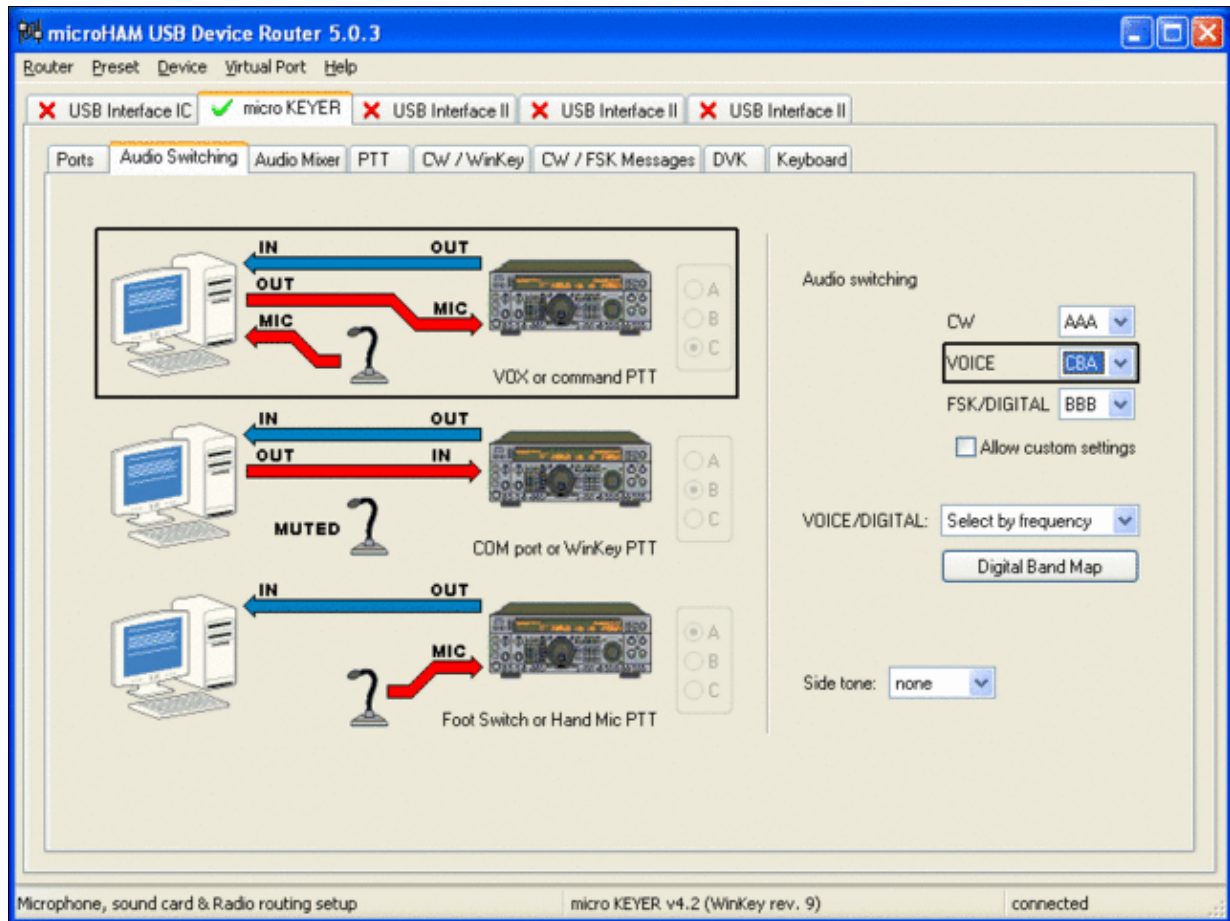 microHAM USB Device Router 5.0.3
Router Preset Device Virtual Port Help
USB Interface IC micro KEYER USB Interface II USB Interface II USB Interface II
Ports Audio Switching Audio Mixer PTT CW / WinKey CW / FSK Messages DVK Keyboard
IN OUT
OUT
MIC MIC
A
B
C
VOX or command PTT
IN OUT
OUT IN
MUTED
A
B
C
COM port or WinKey PTT
IN OUT
MIC
A
B
C
Foot Switch or Hand Mic PTT
Audio switching
CW AAA
VOICE CBA
FSK/DIGITAL BBB
Allow custom settings
VOICE/DIGITAL: Select by frequency
Digital Band Map
Side tone: none
Microphone, sound card & Radio routing setup micro KEYER v4.2 (WinKey rev. 9) connected